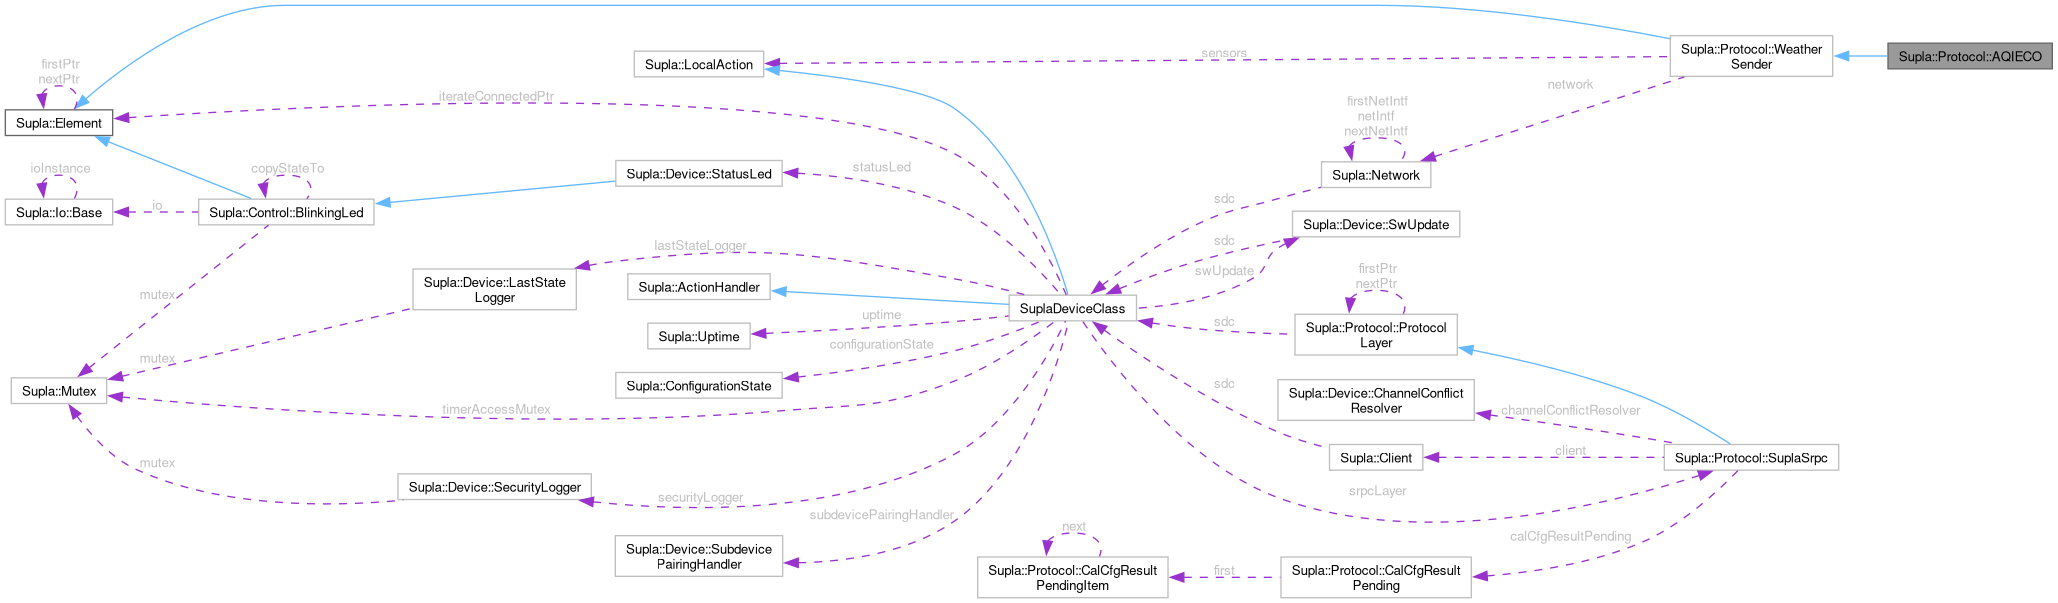 sensors
Supla::Protocol::Weather
Sender
Supla::Protocol::AQIECO
Supla::LocalAction
firstPtr
nextPtr
network
iterateConnectedPtr
firstNetIntf
netIntf
nextNetIntf
Supla::Element
ioInstance
copyStateTo
statusLed
Supla::Device::StatusLed
Supla::Network
sdc
io
Supla::Io::Base
Supla::Control::BlinkingLed
Supla::Device::SwUpdate
sdc
lastStateLogger
swUpdate
firstPtr
nextPtr
Supla::Device::LastState
Logger
Supla::ActionHandler
mutex
SuplaDeviceClass
uptime
sdc
Supla::Protocol::Protocol
Layer
Supla::Uptime
configurationState
mutex
Supla::ConfigurationState
sdc
Supla::Mutex
Supla::Device::ChannelConflict
Resolver
timerAccessMutex
channelConflictResolver
Supla::Client
client
Supla::Protocol::SuplaSrpc
mutex
Supla::Device::SecurityLogger
securityLogger
srpcLayer
subdevicePairingHandler
next
calCfgResultPending
Supla::Device::Subdevice
PairingHandler
Supla::Protocol::CalCfgResult
PendingItem
first
Supla::Protocol::CalCfgResult
Pending